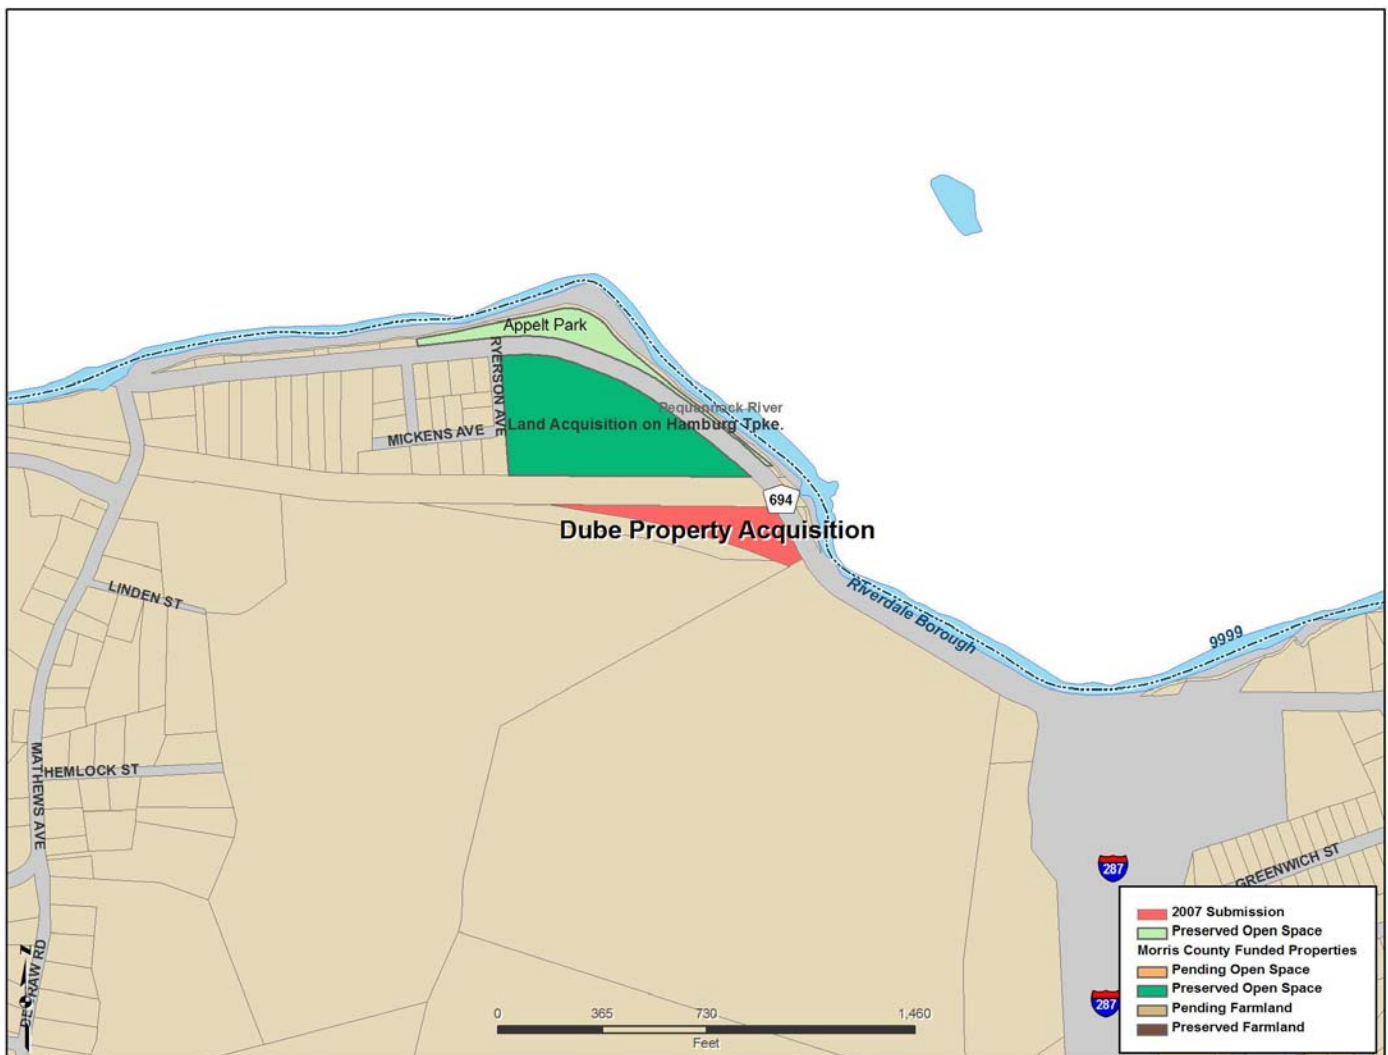 Appelt Park
RYERSON AVE
Pequannock River
Land Acquisition on Hamburg Tpke.
MICKENS AVE
694
Dube Property Acquisition
LINDEN ST
Riverdale Borough
9999
MATHEWS AVE
HEMLOCK ST
287
GREENWICH ST
2007 Submission
Preserved Open Space
Morris County Funded Properties
Pending Open Space
Preserved Open Space
Pending Farmland
Preserved Farmland
287
RAW RD
0 365 730 1,460
Feet